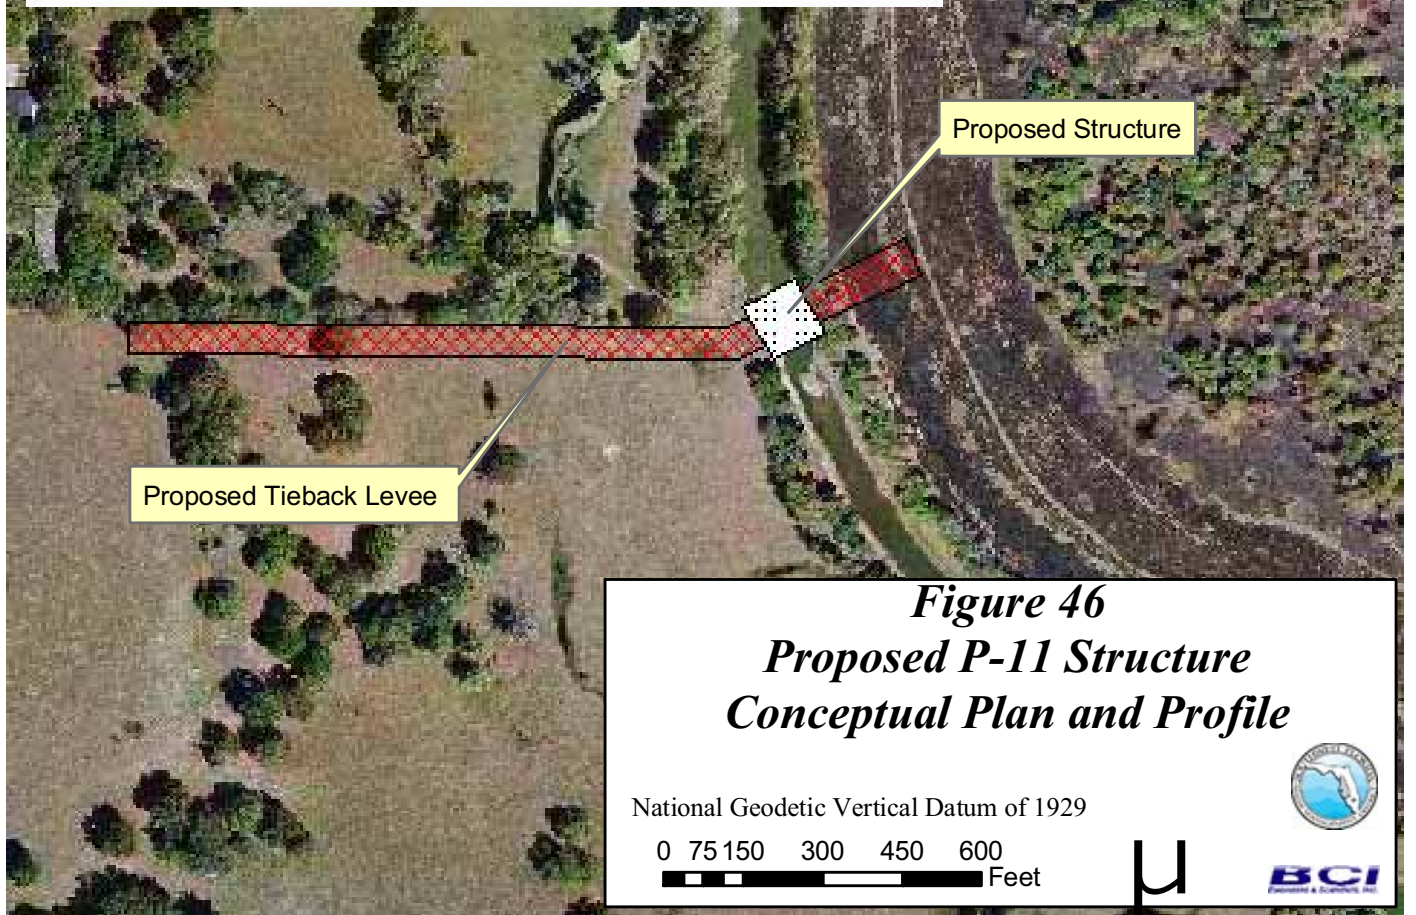 Proposed Structure
Proposed Tieback Levee
Figure 46
Proposed P-11 Structure
Conceptual Plan and Profile
National Geodetic Vertical Datum of 1929
0 75 150 300 450 600
Feet
µ
BCI